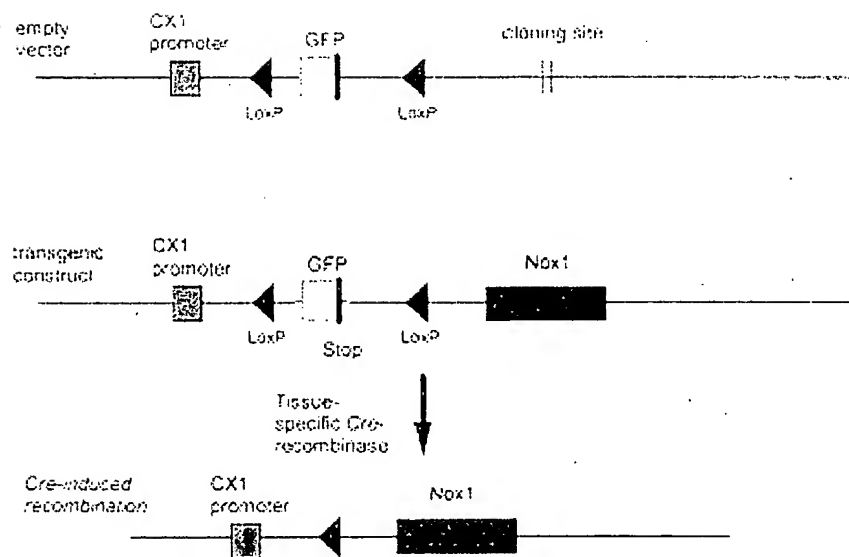 empty
vector
CX1
promoter
GFP
cloning site
LoxP
LoxP
transgenic
construct
CX1
promoter
GFP
Nox1
LoxP
Stop
LoxP
Tissue-
specific Cre-
recombinase
Cre-induced
recombination
CX1
promoter
Nox1